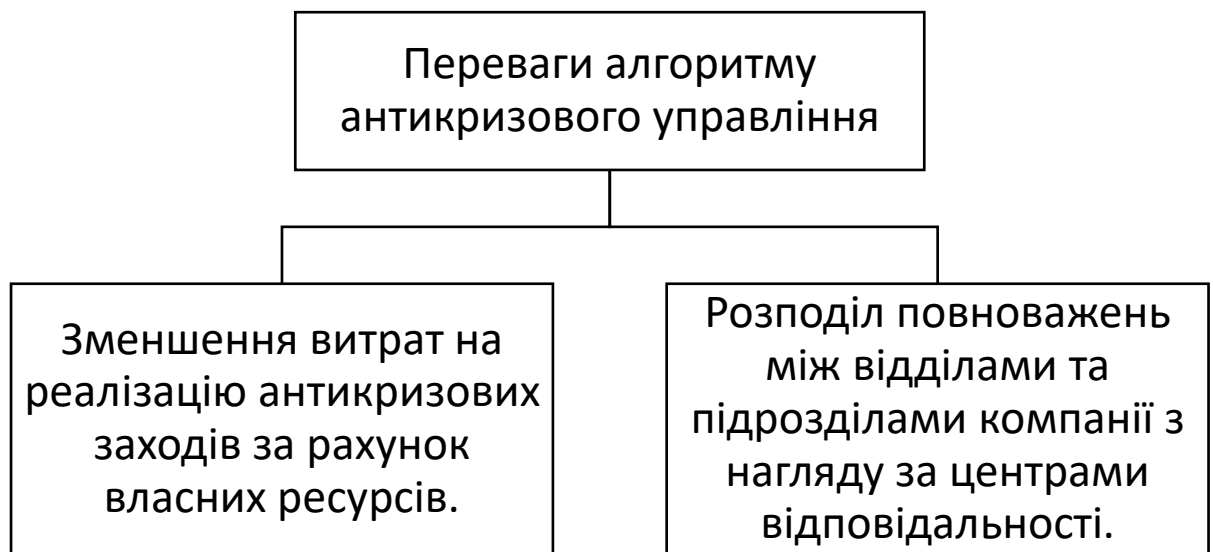 Переваги алгоритму
антикризового управління
Зменшення витрат на
реалізацію антикризових
заходів за рахунок
власних ресурсів.
Розподіл повноважень
між відділами та
підрозділами компанії з
нагляду за центрами
відповідальності.